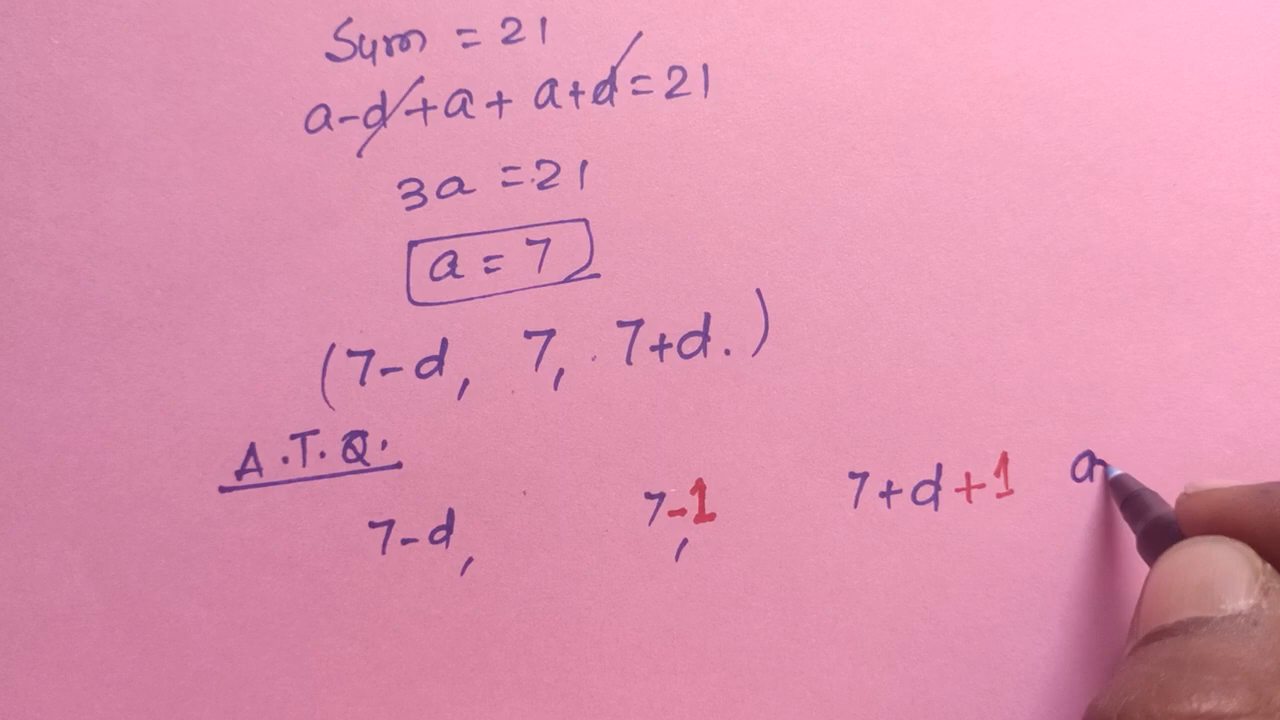 Sum = 21
a-d+a+ a+d=21
3a = 21
a = 7
(7-d, 7, 7+d.)
A.T.Q.
7-d, 7-1, 7+d+1 a